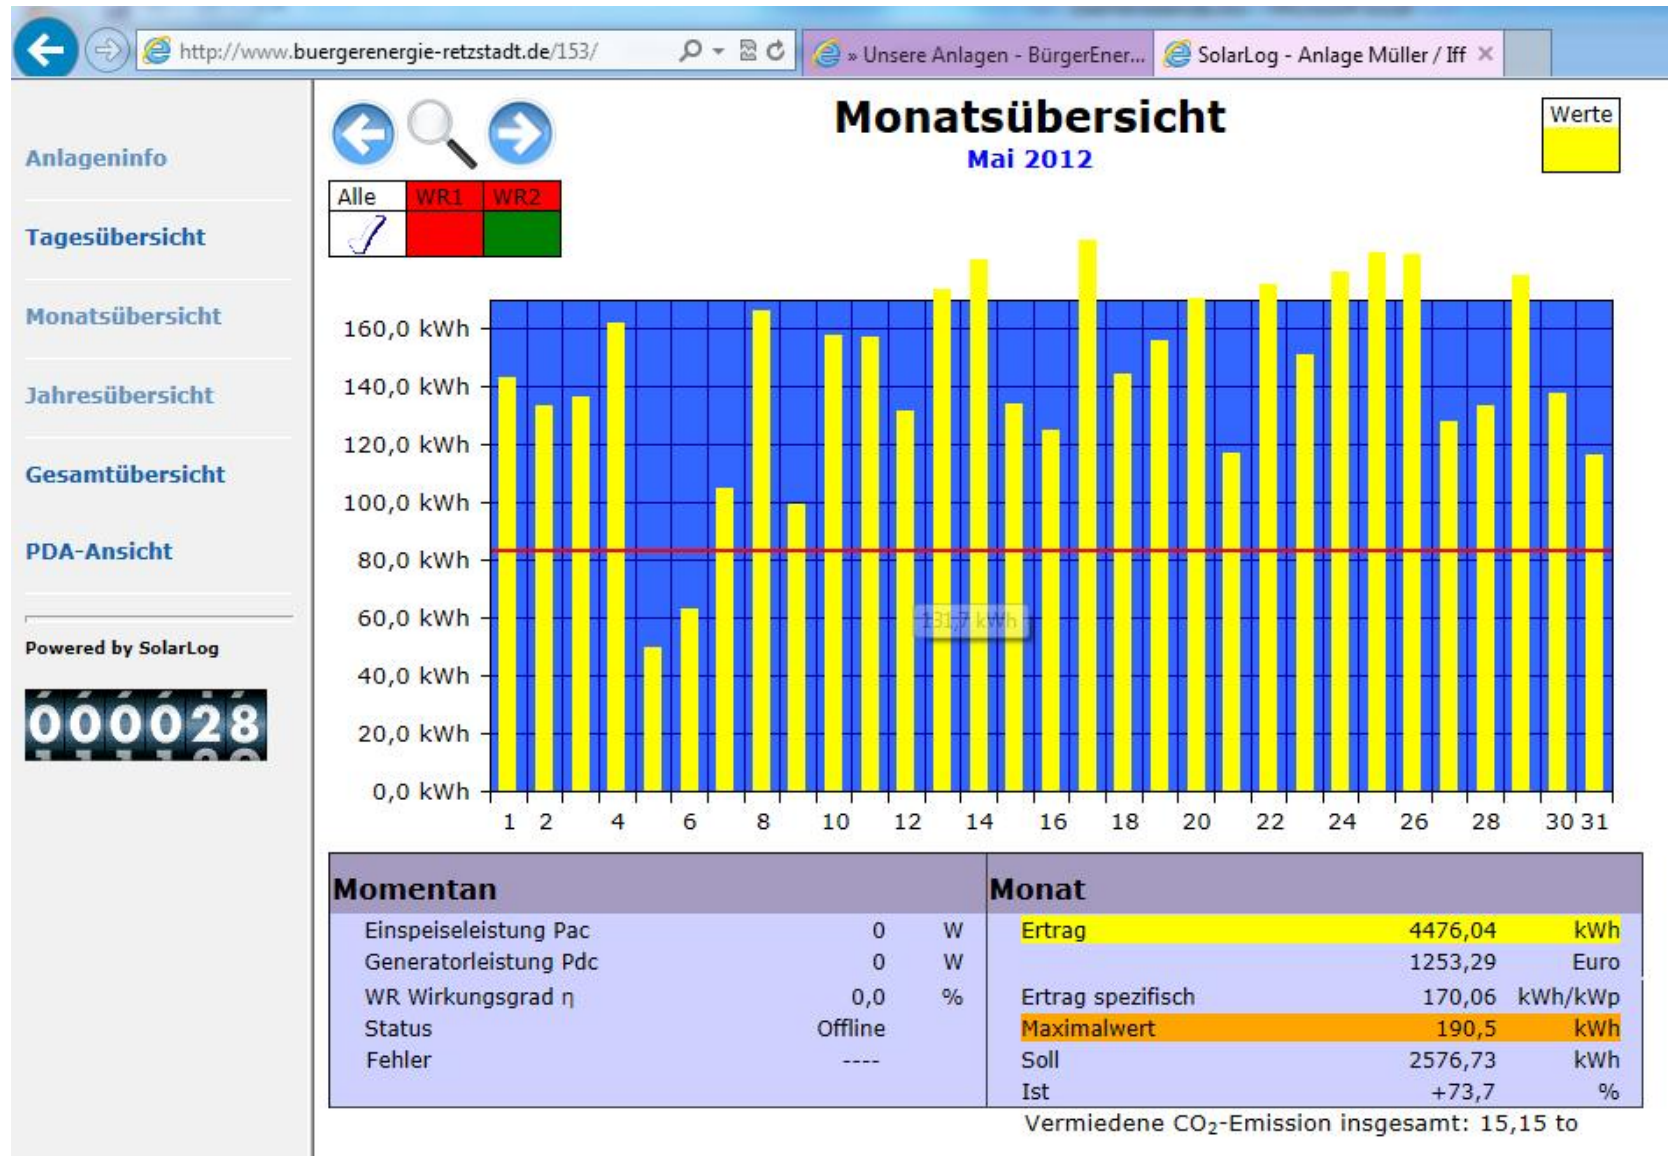 http://www.buergerenergie-retzstadt.de/153/
» Unsere Anlagen - BürgerEner...
SolarLog - Anlage Müller / Iff
Anlageninfo
Tagesübersicht
Monatsübersicht
Jahresübersicht
Gesamtübersicht
PDA-Ansicht
Powered by SolarLog
000028
Monatsübersicht
Mai 2012
Werte
Alle WR1 WR2
160,0 kWh
140,0 kWh
120,0 kWh
100,0 kWh
80,0 kWh
60,0 kWh
40,0 kWh
20,0 kWh
0,0 kWh
131,7 kWh
1 2 4 6 8 10 12 14 16 18 20 22 24 26 28 30 31
Momentan
Einspeiseleistung Pac 0 W
Generatorleistung Pdc 0 W
WR Wirkungsgrad η 0,0 %
Status Offline
Fehler ----
Monat
Ertrag 4476,04 kWh
1253,29 Euro
Ertrag spezifisch 170,06 kWh/kWp
Maximalwert 190,5 kWh
Soll 2576,73 kWh
Ist +73,7 %
Vermiedene CO₂-Emission insgesamt: 15,15 to